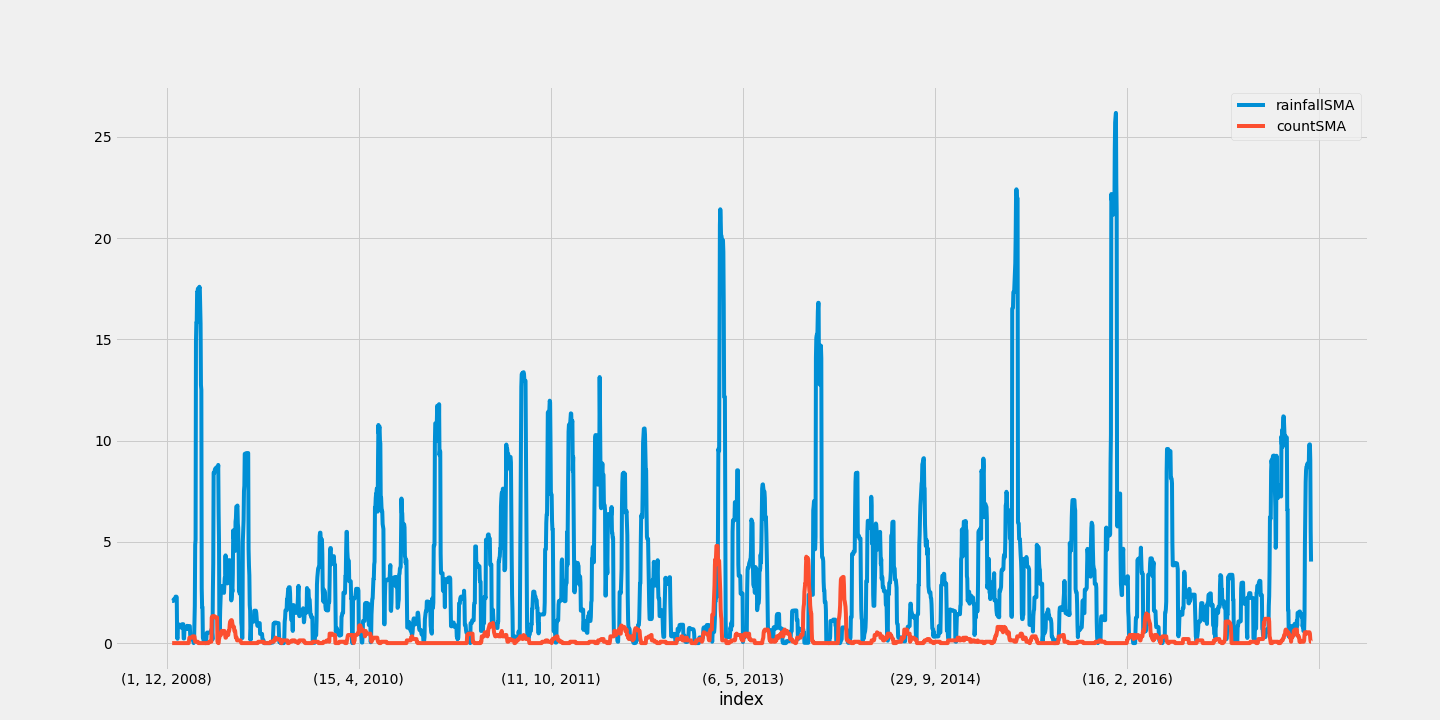 rainfallSMA
countSMA
25
20
15
10
5
0
(1, 12, 2008) (15, 4, 2010) (11, 10, 2011) (6, 5, 2013) (29, 9, 2014) (16, 2, 2016)
index